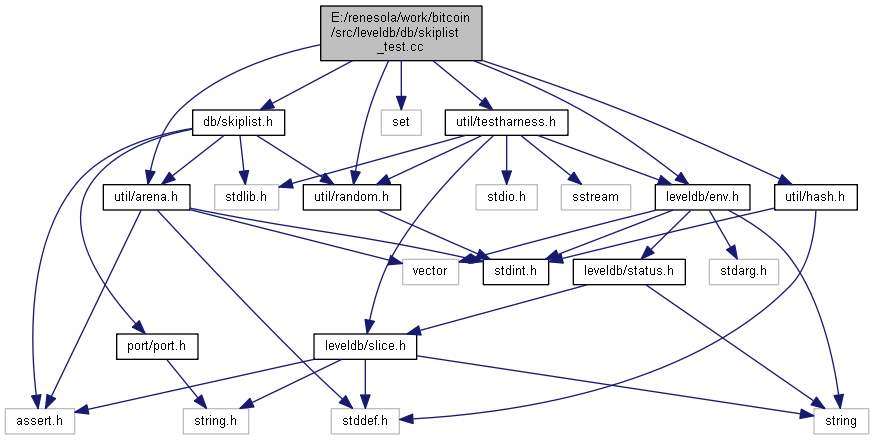 E:/renesola/work/bitcoin
/src/leveldb/db/skiplist
_test.cc
db/skiplist.h
set
util/testharness.h
util/arena.h
stdlib.h
util/random.h
stdio.h
sstream
leveldb/env.h
util/hash.h
vector
stdint.h
leveldb/status.h
stdarg.h
port/port.h
leveldb/slice.h
assert.h
string.h
stddef.h
string